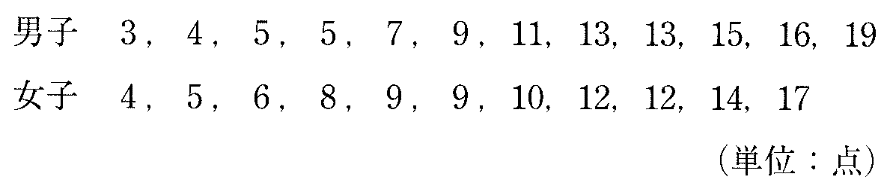 男子 3, 4, 5, 5, 7, 9, 11, 13, 13, 15, 16, 19
女子 4, 5, 6, 8, 9, 9, 10, 12, 12, 14, 17
(単位：点)